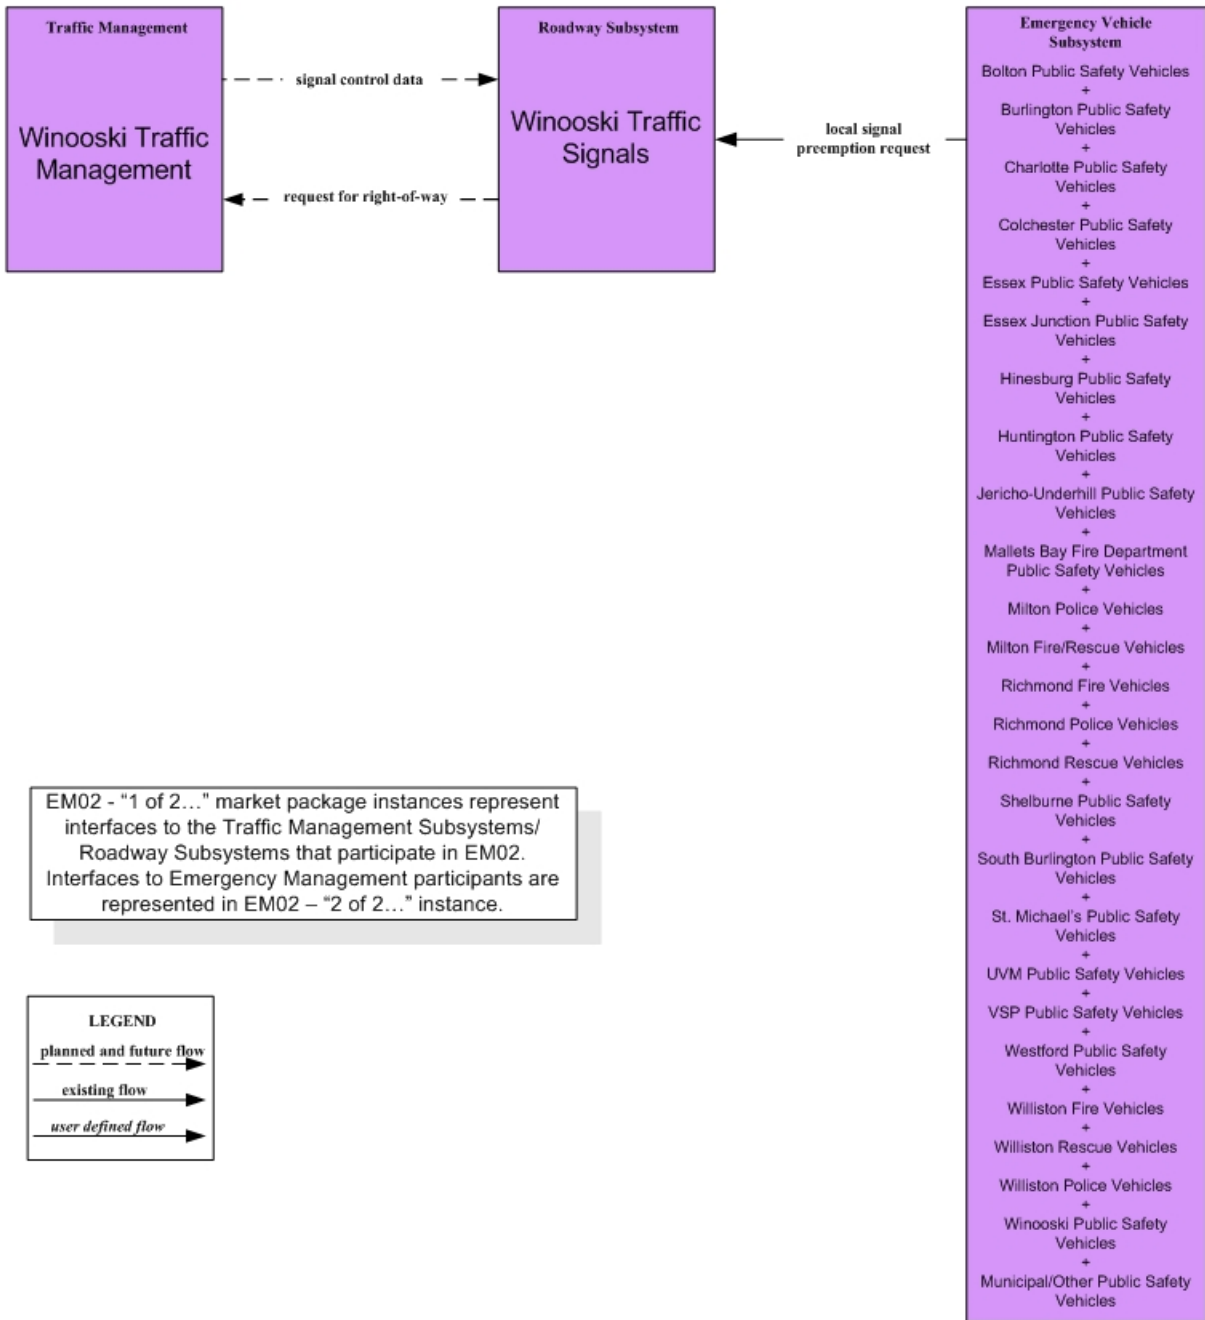 Traffic Management
Winooski Traffic
Management
signal control data
request for right-of-way
Roadway Subsystem
Winooski Traffic
Signals
local signal
preemption request
Emergency Vehicle
Subsystem
Bolton Public Safety Vehicles
+
Burlington Public Safety
Vehicles
+
Charlotte Public Safety
Vehicles
+
Colchester Public Safety
Vehicles
+
Essex Public Safety Vehicles
+
Essex Junction Public Safety
Vehicles
+
Hinesburg Public Safety
Vehicles
+
Huntington Public Safety
Vehicles
+
Jericho-Underhill Public Safety
Vehicles
+
Mallets Bay Fire Department
Public Safety Vehicles
+
Milton Police Vehicles
+
Milton Fire/Rescue Vehicles
+
Richmond Fire Vehicles
+
Richmond Police Vehicles
+
Richmond Rescue Vehicles
+
Shelburne Public Safety
Vehicles
+
South Burlington Public Safety
Vehicles
+
St. Michael's Public Safety
Vehicles
+
UVM Public Safety Vehicles
+
VSP Public Safety Vehicles
+
Westford Public Safety
Vehicles
+
Williston Fire Vehicles
+
Williston Rescue Vehicles
+
Williston Police Vehicles
+
Winooski Public Safety
Vehicles
+
Municipal/Other Public Safety
Vehicles
EM02 - “1 of 2…” market package instances represent
interfaces to the Traffic Management Subsystems/
Roadway Subsystems that participate in EM02.
Interfaces to Emergency Management participants are
represented in EM02 – “2 of 2…” instance.
LEGEND
planned and future flow
existing flow
user defined flow